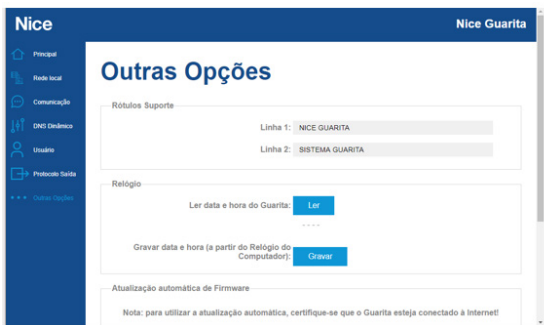 Nice
Nice Guarita
Principal
Rede local
Comunicação
DNS Dinâmico
Usuário
Protocolo Saída
Outras Opções
Outras Opções
Rótulos Suporte
Linha 1: NICE GUARITA
Linha 2: SISTEMA GUARITA
Relógio
Ler data e hora do Guarita: Ler
----
Gravar data e hora (a partir do Relógio do
Computador): Gravar
Atualização automática de Firmware
Nota: para utilizar a atualização automática, certifique-se que o Guarita esteja conectado à Internet!